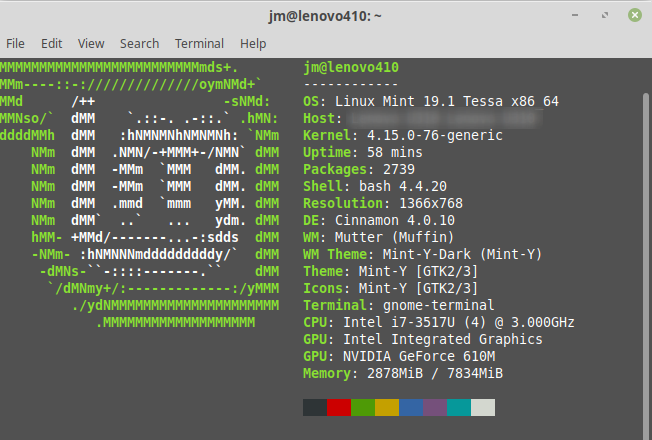 jm@lenovo410: ~
File Edit View Search Terminal Help
MMMMMMMMMMMMMMMMMMMMMMMMMmds+.
MMm----::-://////////////oymNMd+`
MMd      /++                -sNMd:
MMNso/`  dMM    `.::-. .-::.` .hMN:
ddddMMh  dMM   :hNMNMNhNMNMNh: `NMm
    NMm  dMM  .NMN/-+MMM+-/NMN` dMM
    NMm  dMM  -MMm  `MMM   dMM. dMM
    NMm  dMM  -MMm  `MMM   dMM. dMM
    NMm  dMM  .mmd  `mmm   yMM. dMM
    NMm  dMM`  ..`   ...   ydm. dMM
    hMM- +MMd/-------...-:sdds  dMM
    -NMm- :hNMNNNmdddddddddy/`  dMM
     -dMNs-``-::::-------.``    dMM
      `/dMNmy+/:-------------:/yMMM
         ./ydNMMMMMMMMMMMMMMMMMMMMM
            .MMMMMMMMMMMMMMMMMMM
jm@lenovo410
------------
OS: Linux Mint 19.1 Tessa x86_64
Host:
Kernel: 4.15.0-76-generic
Uptime: 58 mins
Packages: 2739
Shell: bash 4.4.20
Resolution: 1366x768
DE: Cinnamon 4.0.10
WM: Mutter (Muffin)
WM Theme: Mint-Y-Dark (Mint-Y)
Theme: Mint-Y [GTK2/3]
Icons: Mint-Y [GTK2/3]
Terminal: gnome-terminal
CPU: Intel i7-3517U (4) @ 3.000GHz
GPU: Intel Integrated Graphics
GPU: NVIDIA GeForce 610M
Memory: 2878MiB / 7834MiB